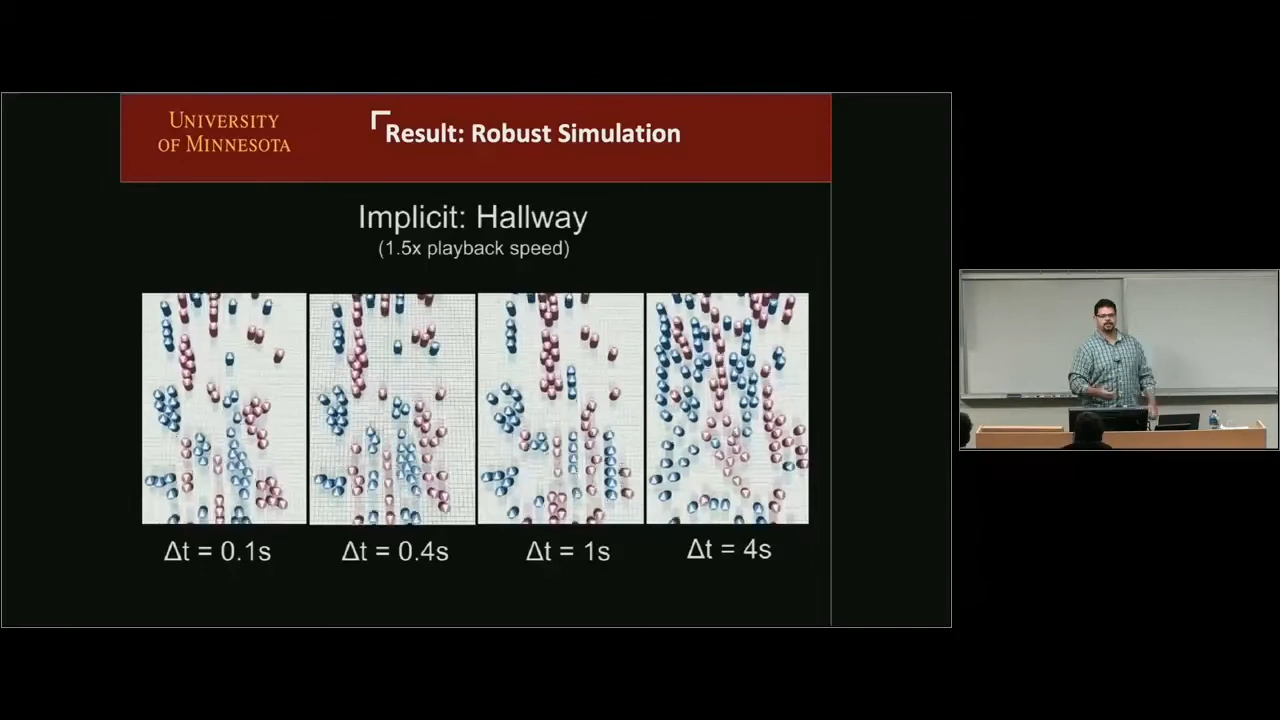 UNIVERSITY
OF MINNESOTA
Result: Robust Simulation
Implicit: Hallway
(1.5x playback speed)
Δt = 0.1s
Δt = 0.4s
Δt = 1s
Δt = 4s